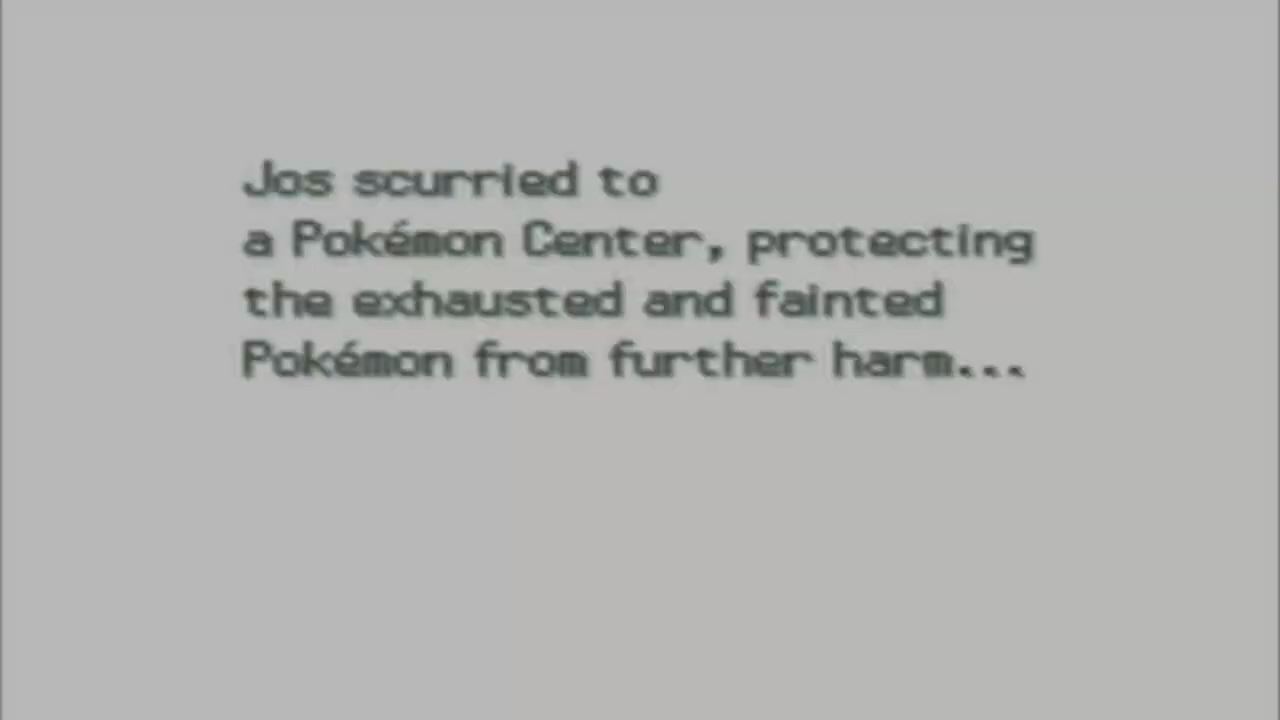 Jos scurried to
a Pokémon Center, protecting
the exhausted and fainted
Pokémon from further harm...